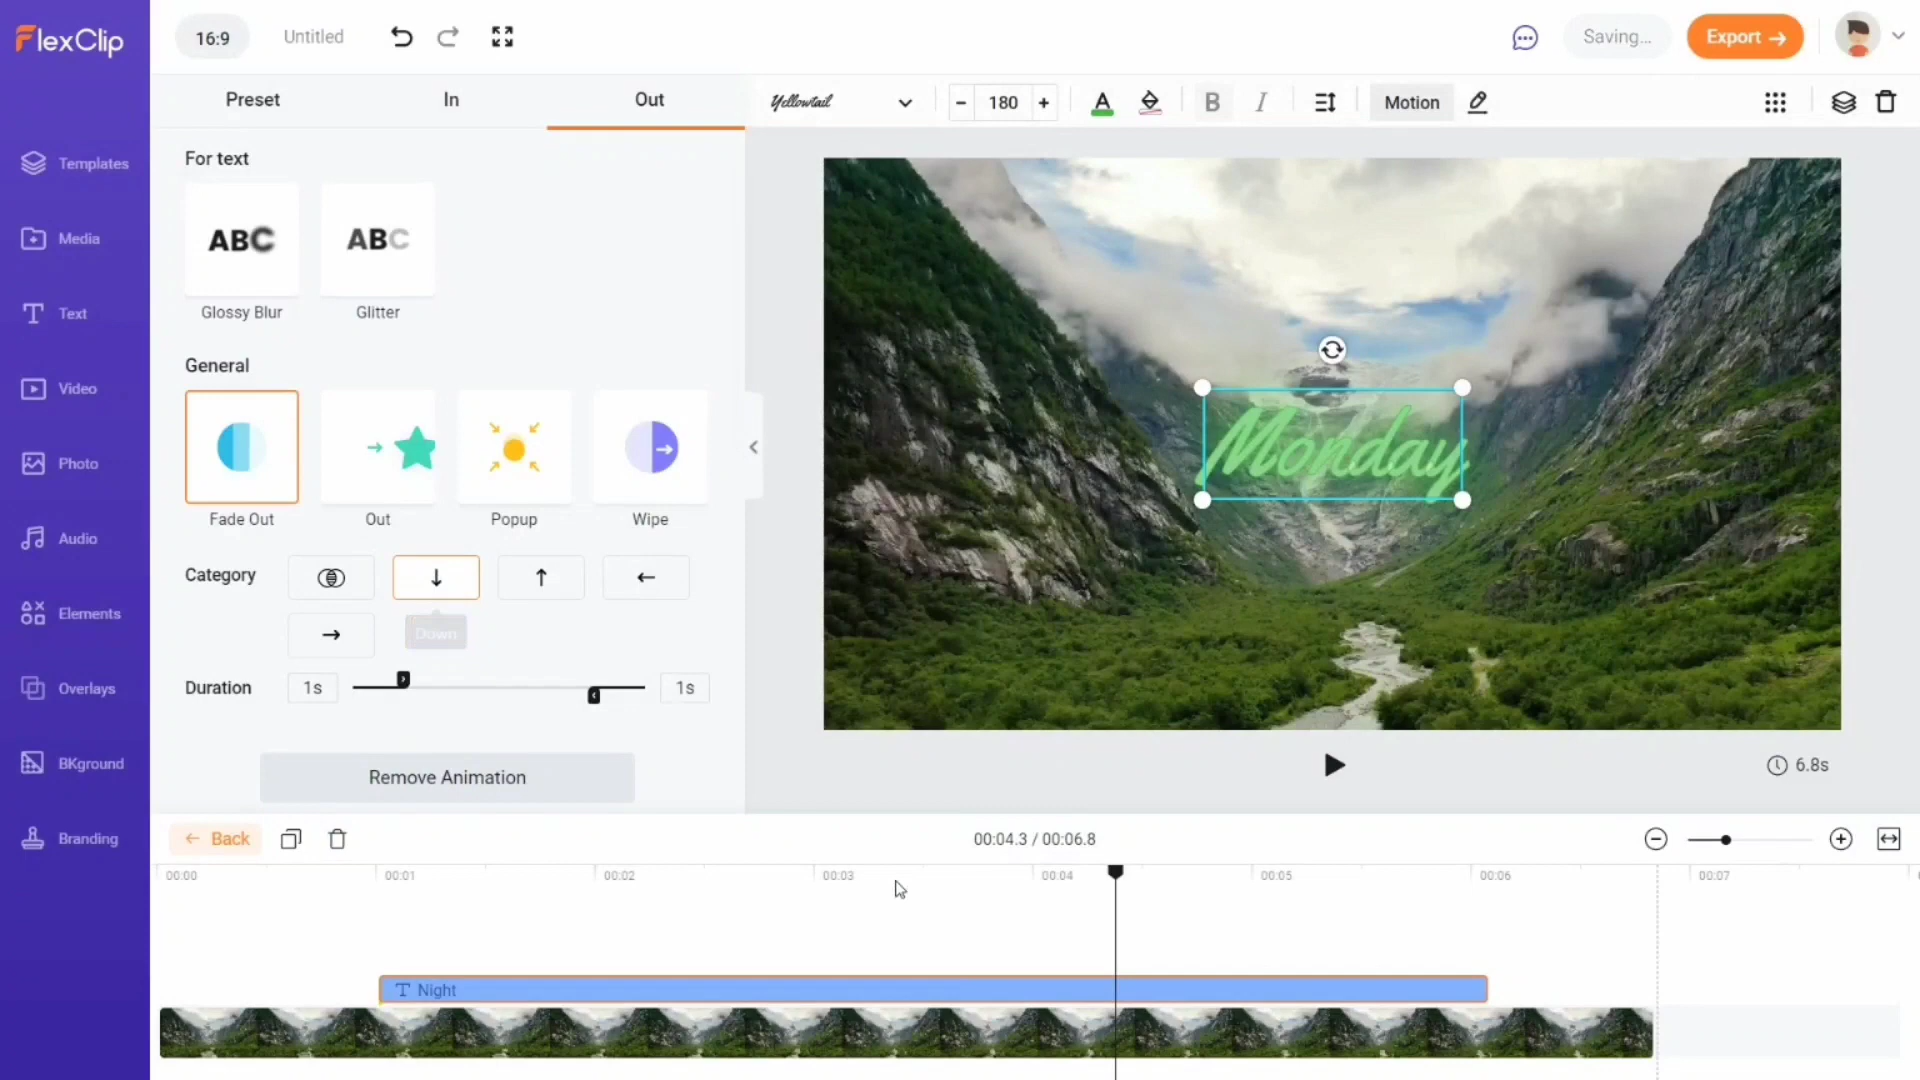 FlexClip
16:9
Untitled
Saving...
Export →
Preset
In
Out
Yellowtail
- 180 +
A
B
I
Motion
Templates
Media
Text
Video
Photo
Audio
Elements
Overlays
BKground
Branding
For text
ABC
ABC
Glossy Blur
Glitter
General
Fade Out
Out
Popup
Wipe
Category
Down
Duration
1s
1s
Remove Animation
Monday
6.8s
← Back
00:04.3 / 00:06.8
00:00
00:01
00:02
00:03
00:04
00:05
00:06
00:07
T Night